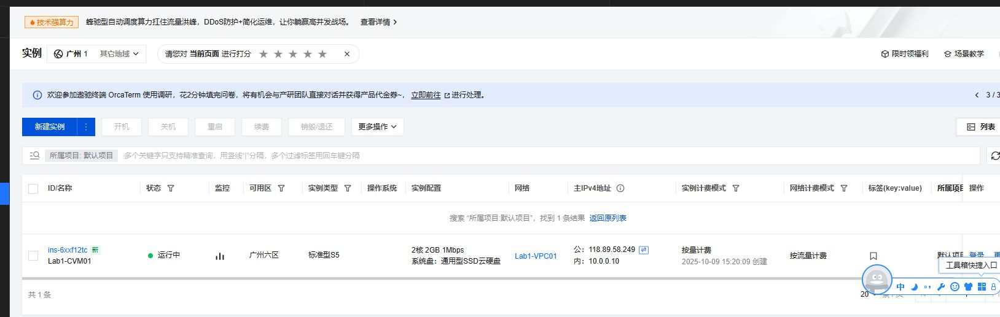 技术强算力 蜂驰型自动调度算力扛住流量洪峰，DDoS防护+简化运维，让你躺赢高并发战场。 查看详情
实例 广州 1 其它地域 请您对 当前页面 进行打分 限时领福利 场景教学
欢迎参加遨驰终端 OrcaTerm 使用调研，花2分钟填完问卷，将有机会与产研团队直接对话并获得产品代金券~， 立即前往 进行处理。 3 / 3
新建实例 开机 关机 重启 续费 销毁/退还 更多操作 列表
所属项目: 默认项目 多个关键字只支持精准查询，用竖线“|”分隔，多个过滤标签用回车键分隔
ID/名称 状态 监控 可用区 实例类型 操作系统 实例配置 网络 主IPv4地址 实例计费模式 网络计费模式 标签(key:value) 所属项目 操作
搜索 “所属项目:默认项目”，找到 1 条结果 返回原列表
ins-6xxf12tc 新
Lab1-CVM01
运行中
广州六区
标准型S5
2核 2GB 1Mbps
系统盘：通用型SSD云硬盘
Lab1-VPC01
公：118.89.58.249
内：10.0.0.10
按量计费
2025-10-09 15:20:09 创建
按流量计费
默认项目
登录 更
工具箱快捷入口
中
共 1 条
20